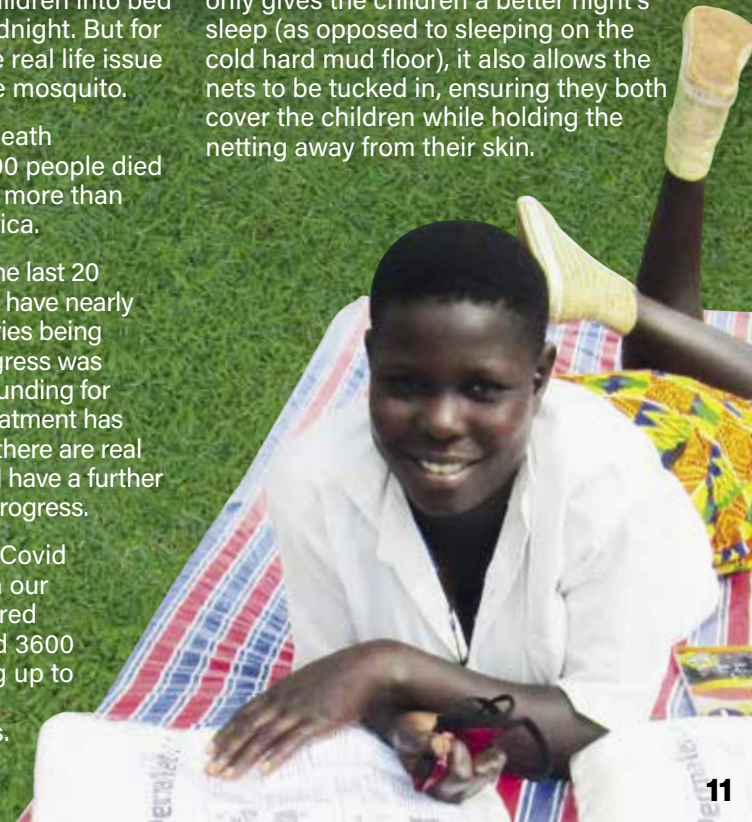 ildren into bed
dnight. But for
e real life issue
e mosquito.
eath
00 people died
more than
ica.
ne last 20
have nearly
ries being
gress was
unding for
atment has
there are real
d have a further
rogress.
Covid
n our
red
d 3600
g up to
s.
only gives the children a better night's
sleep (as opposed to sleeping on the
cold hard mud floor), it also allows the
nets to be tucked in, ensuring they both
cover the children while holding the
netting away from their skin.
11